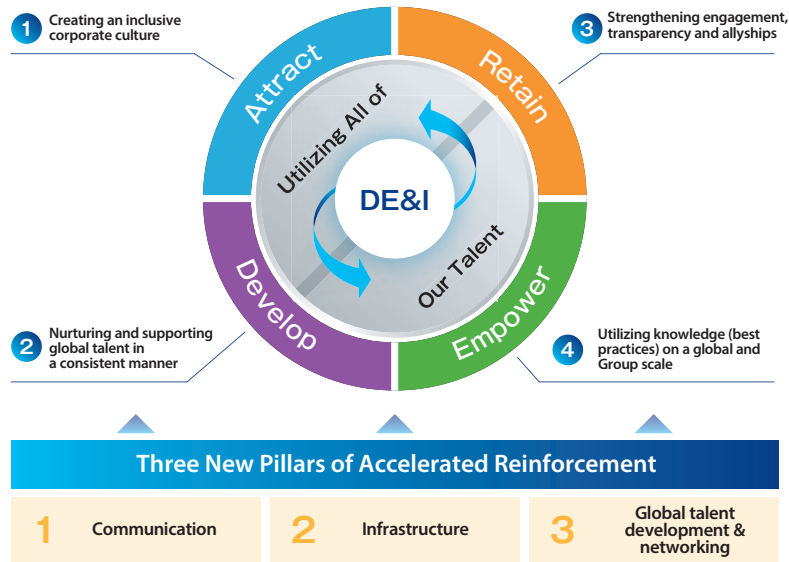 1
Creating an inclusive
corporate culture
3
Strengthening engagement,
transparency and allyships
Attract
Retain
Utilizing All of
DE&I
Our Talent
Develop
Empower
2
Nurturing and supporting
global talent in
a consistent manner
4
Utilizing knowledge (best
practices) on a global and
Group scale
Three New Pillars of Accelerated Reinforcement
1
Communication
2
Infrastructure
3
Global talent
development &
networking